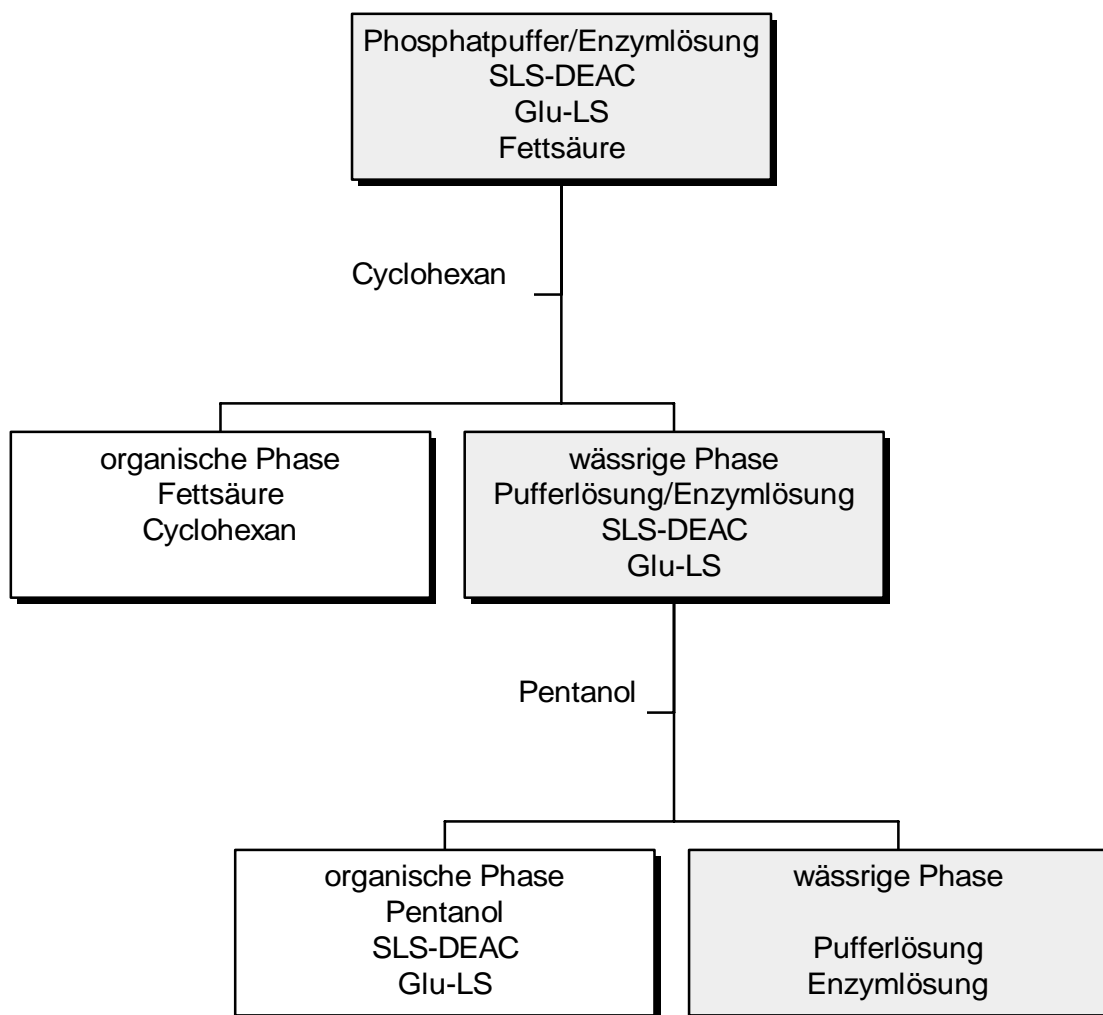 Phosphatpuffer/Enzymlösung
SLS-DEAC
Glu-LS
Fettsäure
Cyclohexan
organische Phase
Fettsäure
Cyclohexan
wässrige Phase
Pufferlösung/Enzymlösung
SLS-DEAC
Glu-LS
Pentanol
organische Phase
Pentanol
SLS-DEAC
Glu-LS
wässrige Phase
Pufferlösung
Enzymlösung